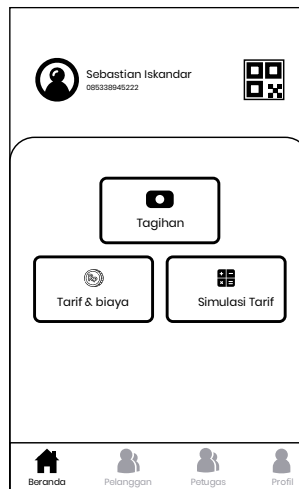 Sebastian Iskandar
085338945222
Tagihan
Tarif & biaya
Simulasi Tarif
Beranda
Pelanggan
Petugas
Profil